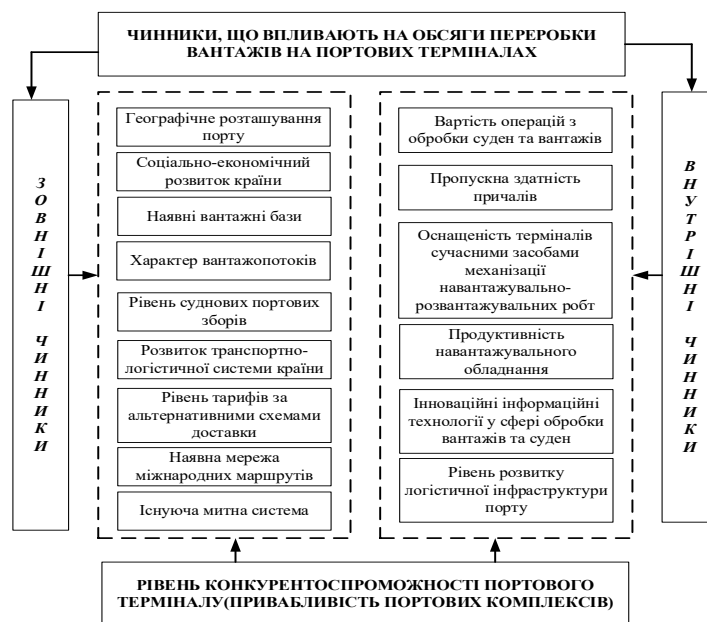 ЧИННИКИ, ЩО ВПЛИВАЮТЬ НА ОБСЯГИ ПЕРЕРОБКИ
ВАНТАЖІВ НА ПОРТОВИХ ТЕРМІНАЛАХ
ЗОВНІШНІ ЧИННИКИ
Географічне розташування
порту
Соціально-економічний
розвиток країни
Наявні вантажні бази
Характер вантажопотоків
Рівень суднових портових
зборів
Розвиток транспортно-
логістичної системи країни
Рівень тарифів за
альтернативними схемами
доставки
Наявна мережа
міжнародних маршрутів
Існуюча митна система
Вартість операцій з
обробки суден та вантажів
Пропускна здатність
причалів
Оснащеність терміналів
сучасними засобами
механізації
навантажувально-
розвантажувальних робт
Продуктивність
навантажувального
обладнання
Інноваційні інформаційні
технології у сфері обробки
вантажів та суден
Рівень розвитку
логістичної інфраструктури
порту
ВНУТРІШНІ ЧИННИКИ
РІВЕНЬ КОНКУРЕНТОСПРОМОЖНОСТІ ПОРТОВОГО
ТЕРМІНАЛУ(ПРИВАБЛИВІСТЬ ПОРТОВИХ КОМПЛЕКСІВ)